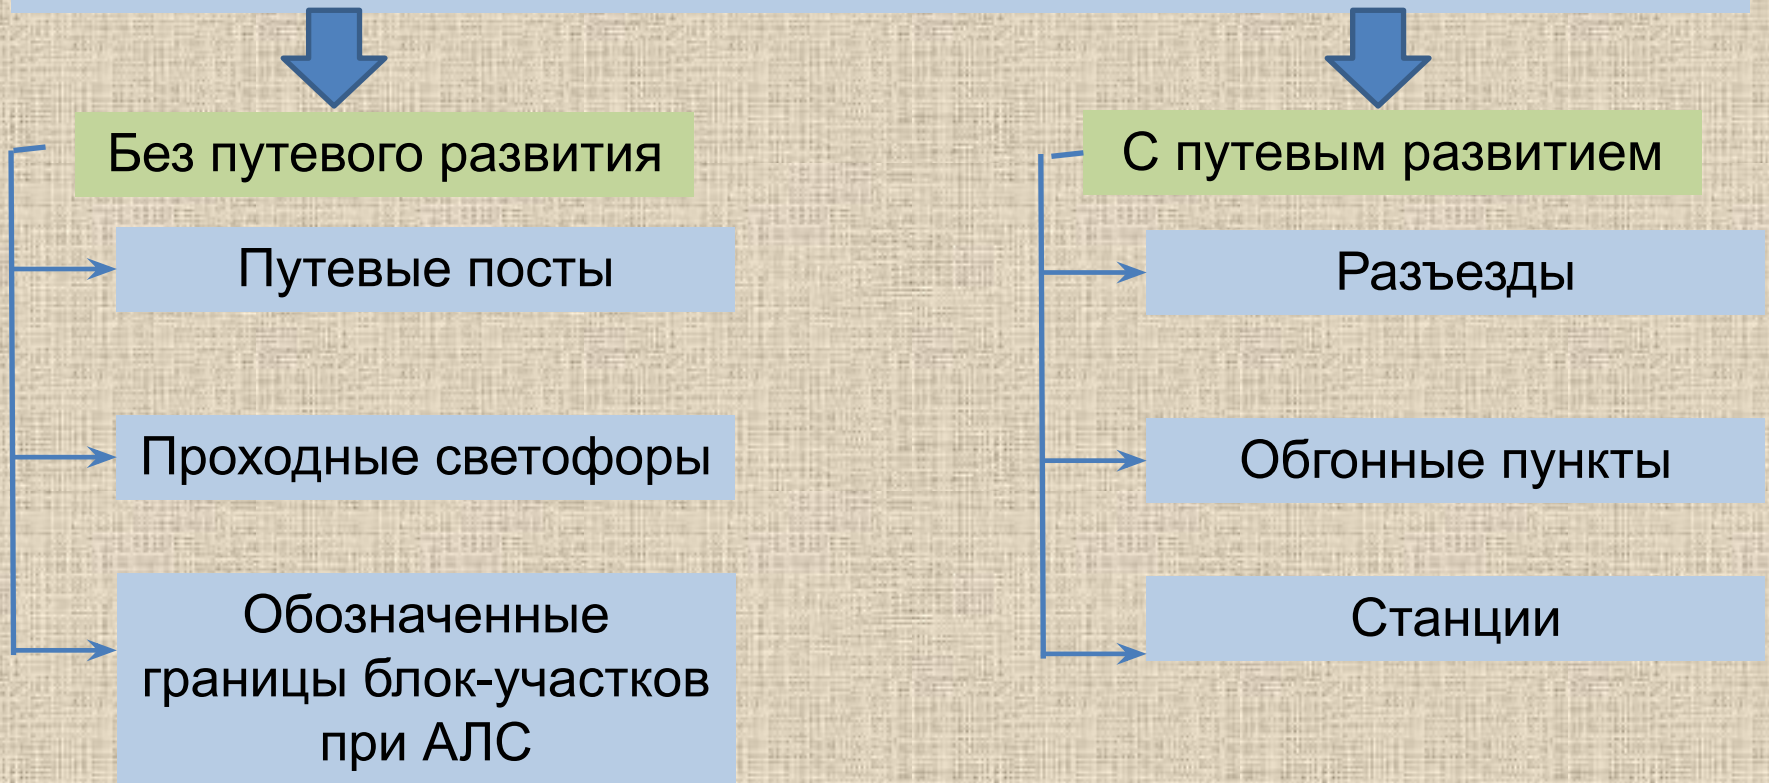 Без путевого развития
Путевые посты
Проходные светофоры
Обозначенные
границы блок-участков
при АЛС
С путевым развитием
Разъезды
Обгонные пункты
Станции